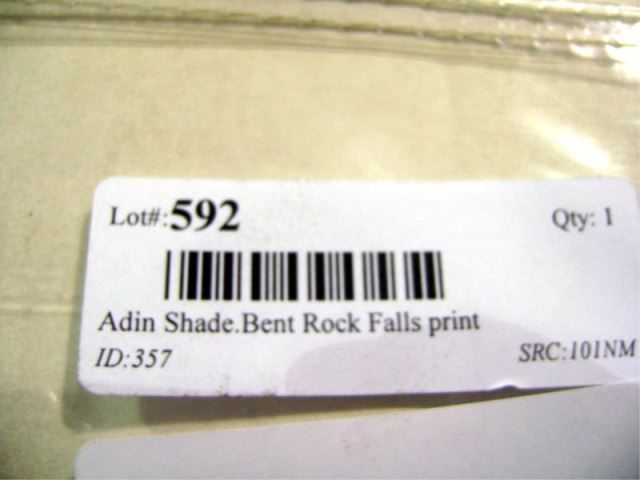 Lot#:592 Qty: 1
Adin Shade.Bent Rock Falls print
ID:357 SRC:101NM